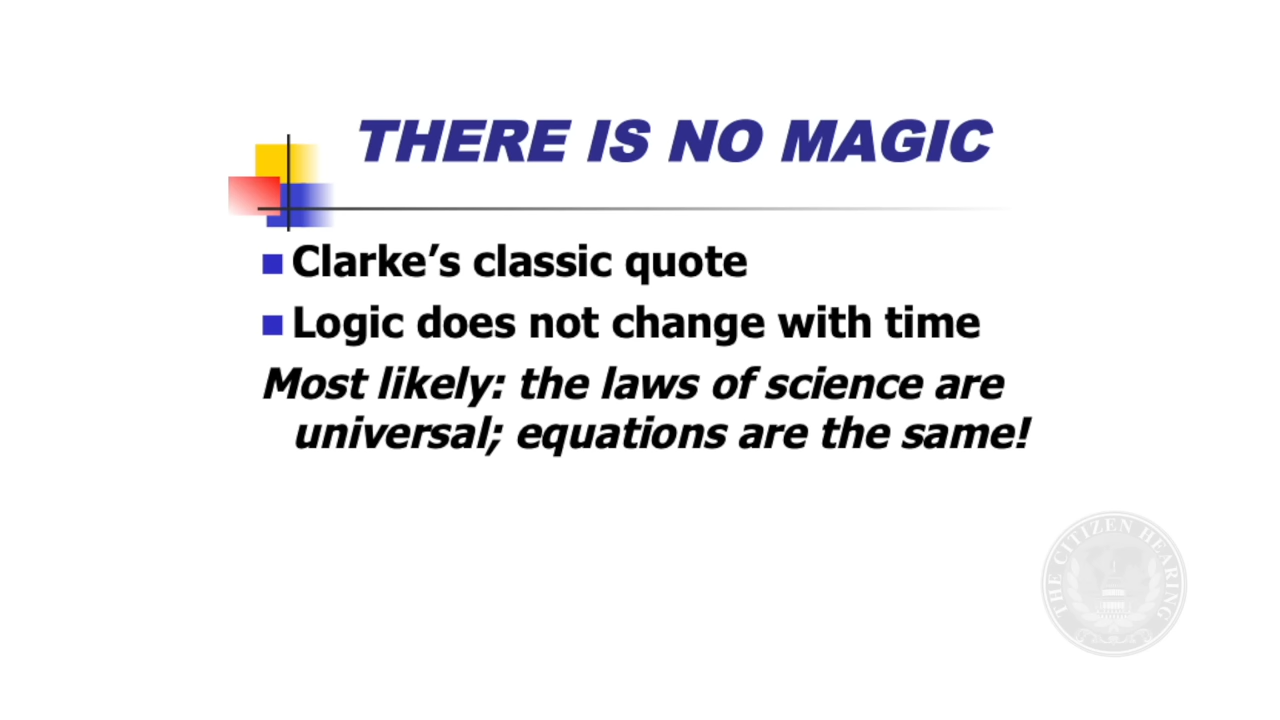 THERE IS NO MAGIC
Clarke’s classic quote
Logic does not change with time
Most likely: the laws of science are
universal; equations are the same!
THE CITIZEN HEARING